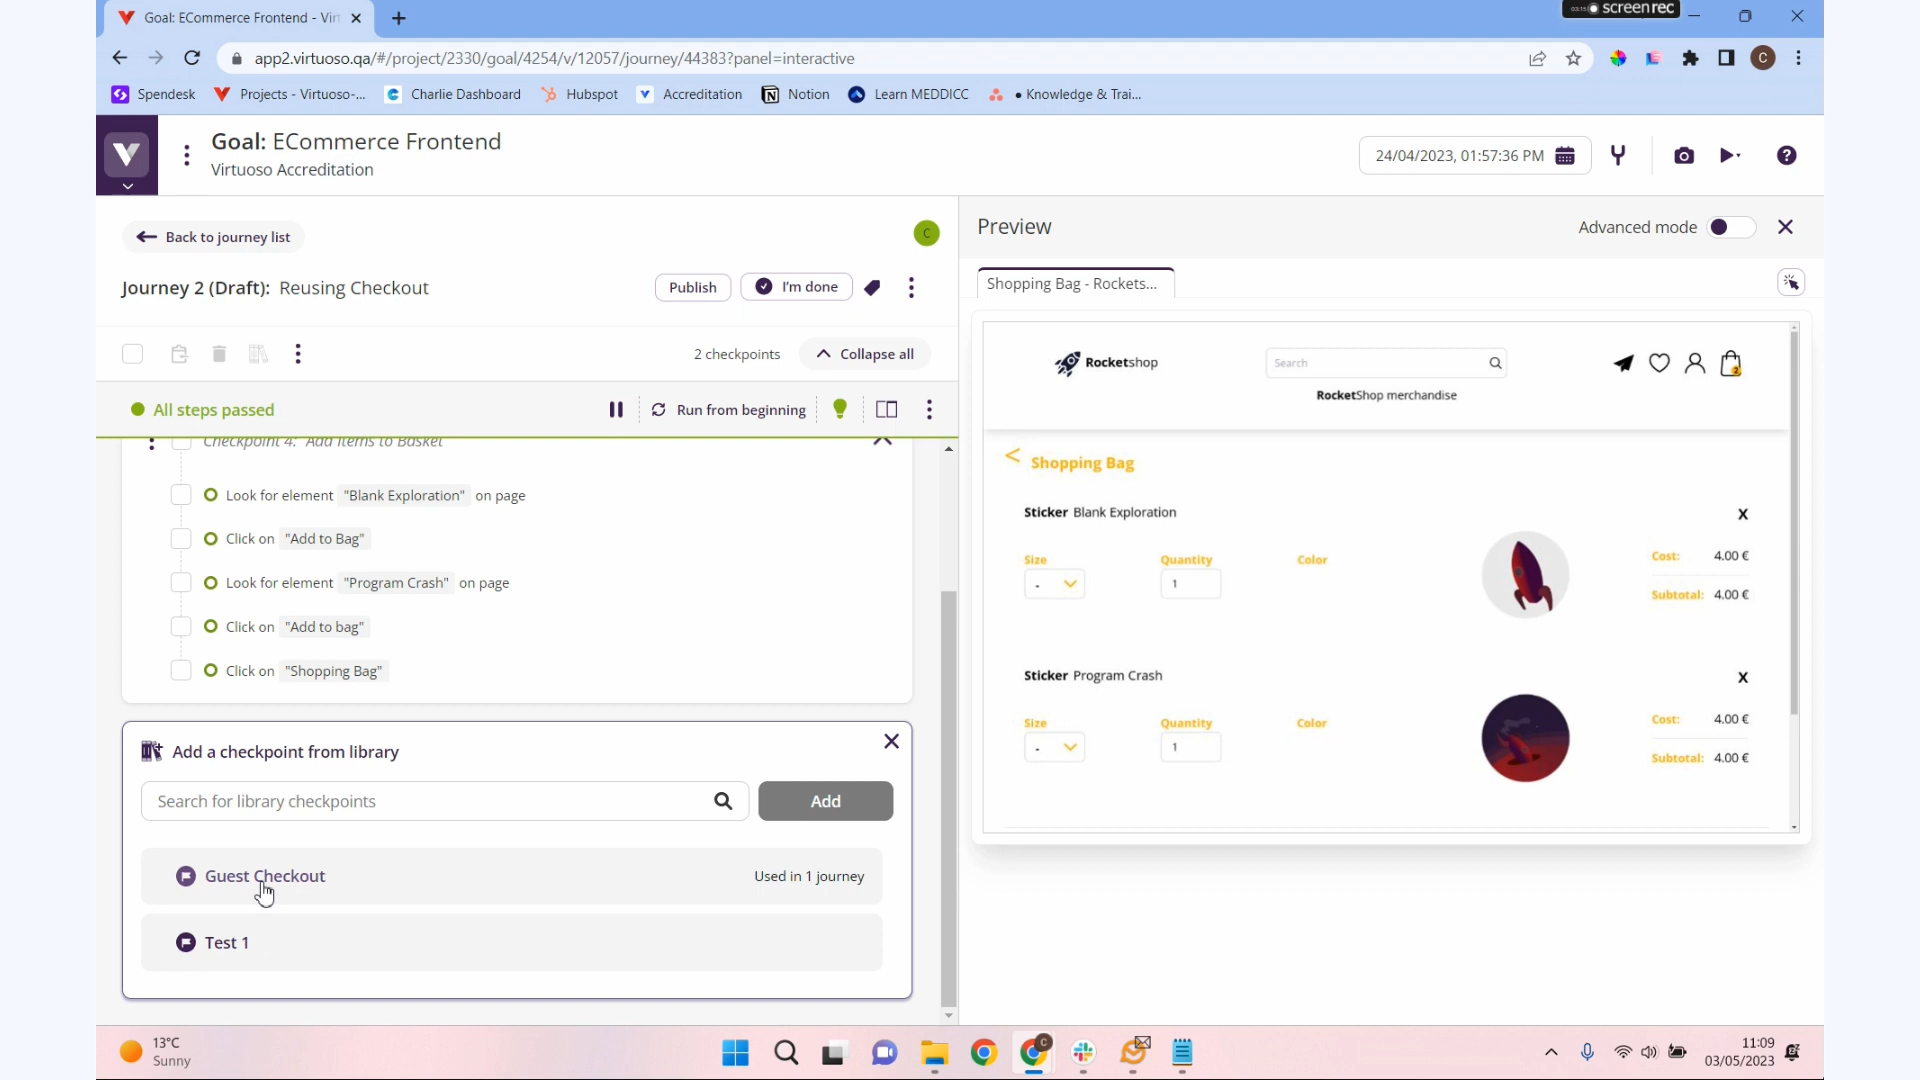 Goal: ECommerce Frontend - Virt
03:15 screenrec
app2.virtuoso.qa/#/project/2330/goal/4254/v/12057/journey/44383?panel=interactive
C
Spendesk
Projects - Virtuoso-...
Charlie Dashboard
Hubspot
Accreditation
Notion
Learn MEDDICC
• Knowledge & Trai...
Goal: ECommerce Frontend
Virtuoso Accreditation
24/04/2023, 01:57:36 PM
Back to journey list
C
Journey 2 (Draft): Reusing Checkout
Publish
I'm done
2 checkpoints
Collapse all
All steps passed
Run from beginning
Checkpoint 4: Add Items to Basket
Look for element "Blank Exploration" on page
Click on "Add to Bag"
Look for element "Program Crash" on page
Click on "Add to bag"
Click on "Shopping Bag"
Add a checkpoint from library
Search for library checkpoints
Add
Guest Checkout
Used in 1 journey
Test 1
Preview
Advanced mode
Shopping Bag - Rockets...
Rocketshop
Search
2
RocketShop merchandise
< Shopping Bag
Sticker Blank Exploration
X
Size
Quantity
Color
Cost: 4.00 €
-
1
Subtotal: 4.00 €
Sticker Program Crash
X
Size
Quantity
Color
Cost: 4.00 €
-
1
Subtotal: 4.00 €
13°C
Sunny
C
11:09
03/05/2023